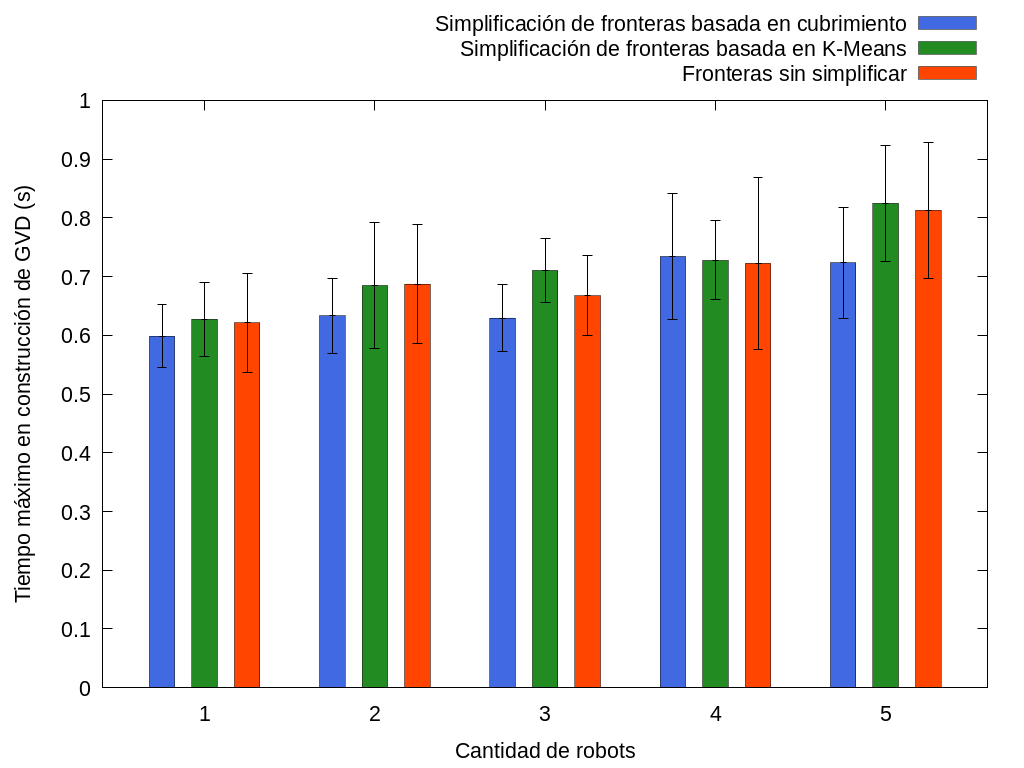 Simplificación de fronteras basada en cubrimiento
Simplificación de fronteras basada en K-Means
Fronteras sin simplificar
1
0.9
0.8
0.7
0.6
0.5
0.4
0.3
0.2
0.1
0
Tiempo máximo en construcción de GVD (s)
1 2 3 4 5
Cantidad de robots